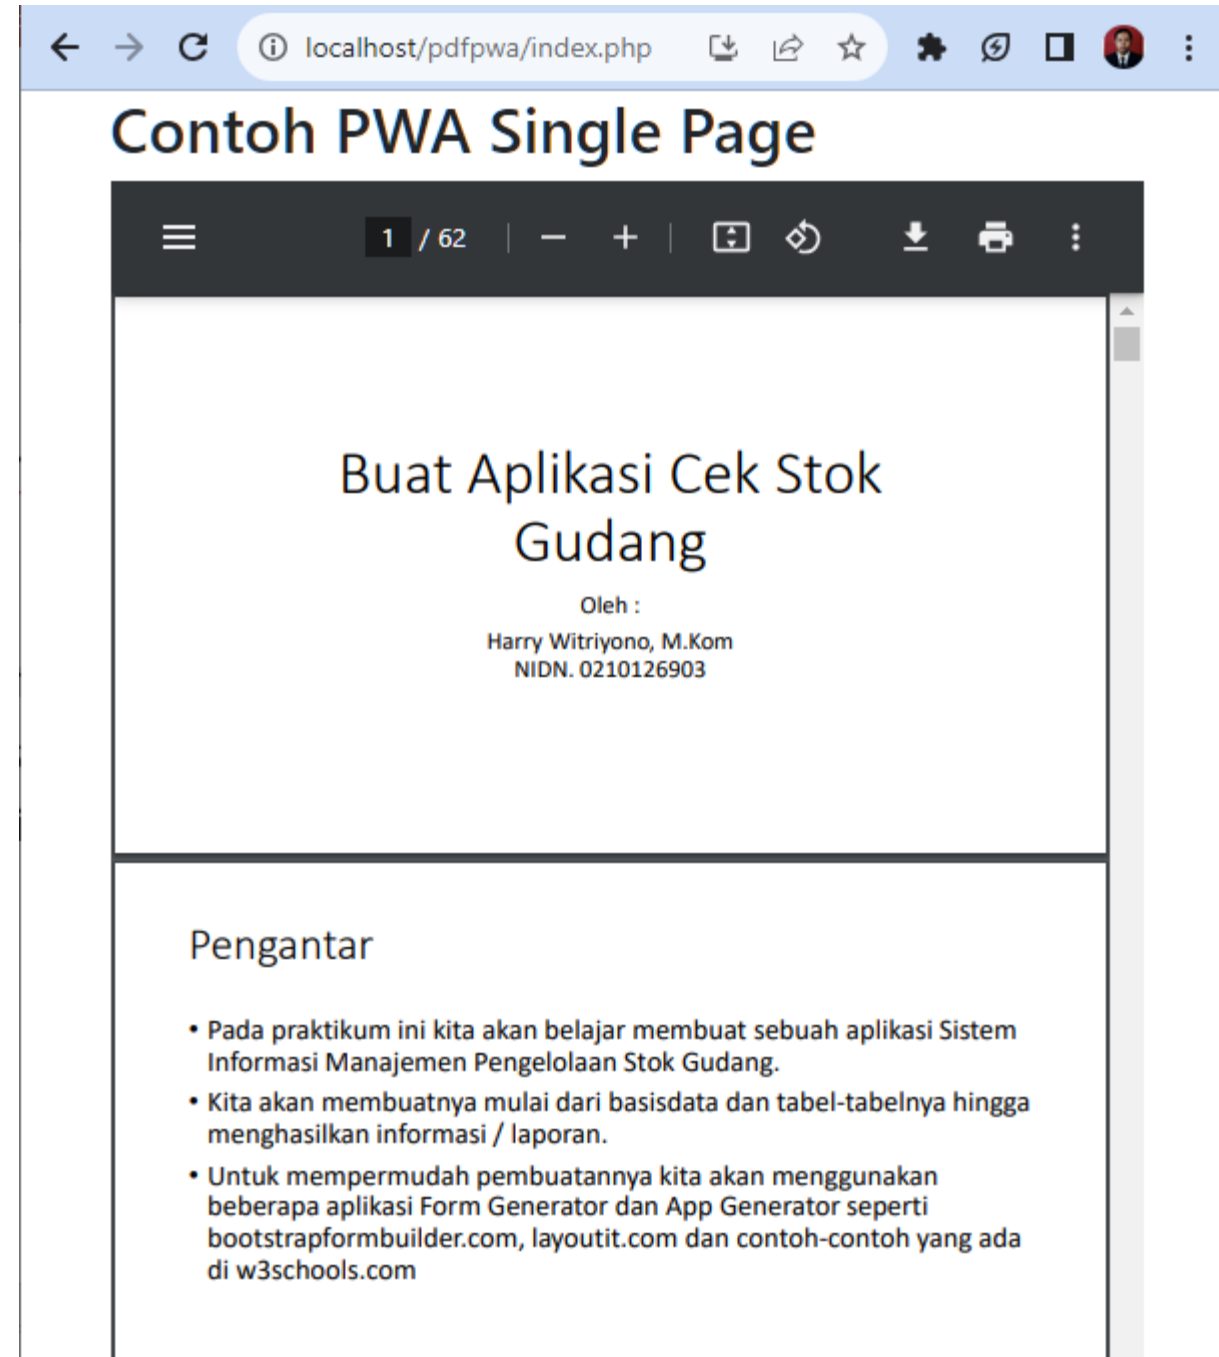 localhost/pdfpwa/index.php
Contoh PWA Single Page
1 / 62
Buat Aplikasi Cek Stok
Gudang
Oleh :
Harry Witriyono, M.Kom
NIDN. 0210126903
Pengantar
• Pada praktikum ini kita akan belajar membuat sebuah aplikasi Sistem
Informasi Manajemen Pengelolaan Stok Gudang.
• Kita akan membuatnya mulai dari basisdata dan tabel-tabelnya hingga
menghasilkan informasi / laporan.
• Untuk mempermudah pembuatannya kita akan menggunakan
beberapa aplikasi Form Generator dan App Generator seperti
bootstrapformbuilder.com, layoutit.com dan contoh-contoh yang ada
di w3schools.com